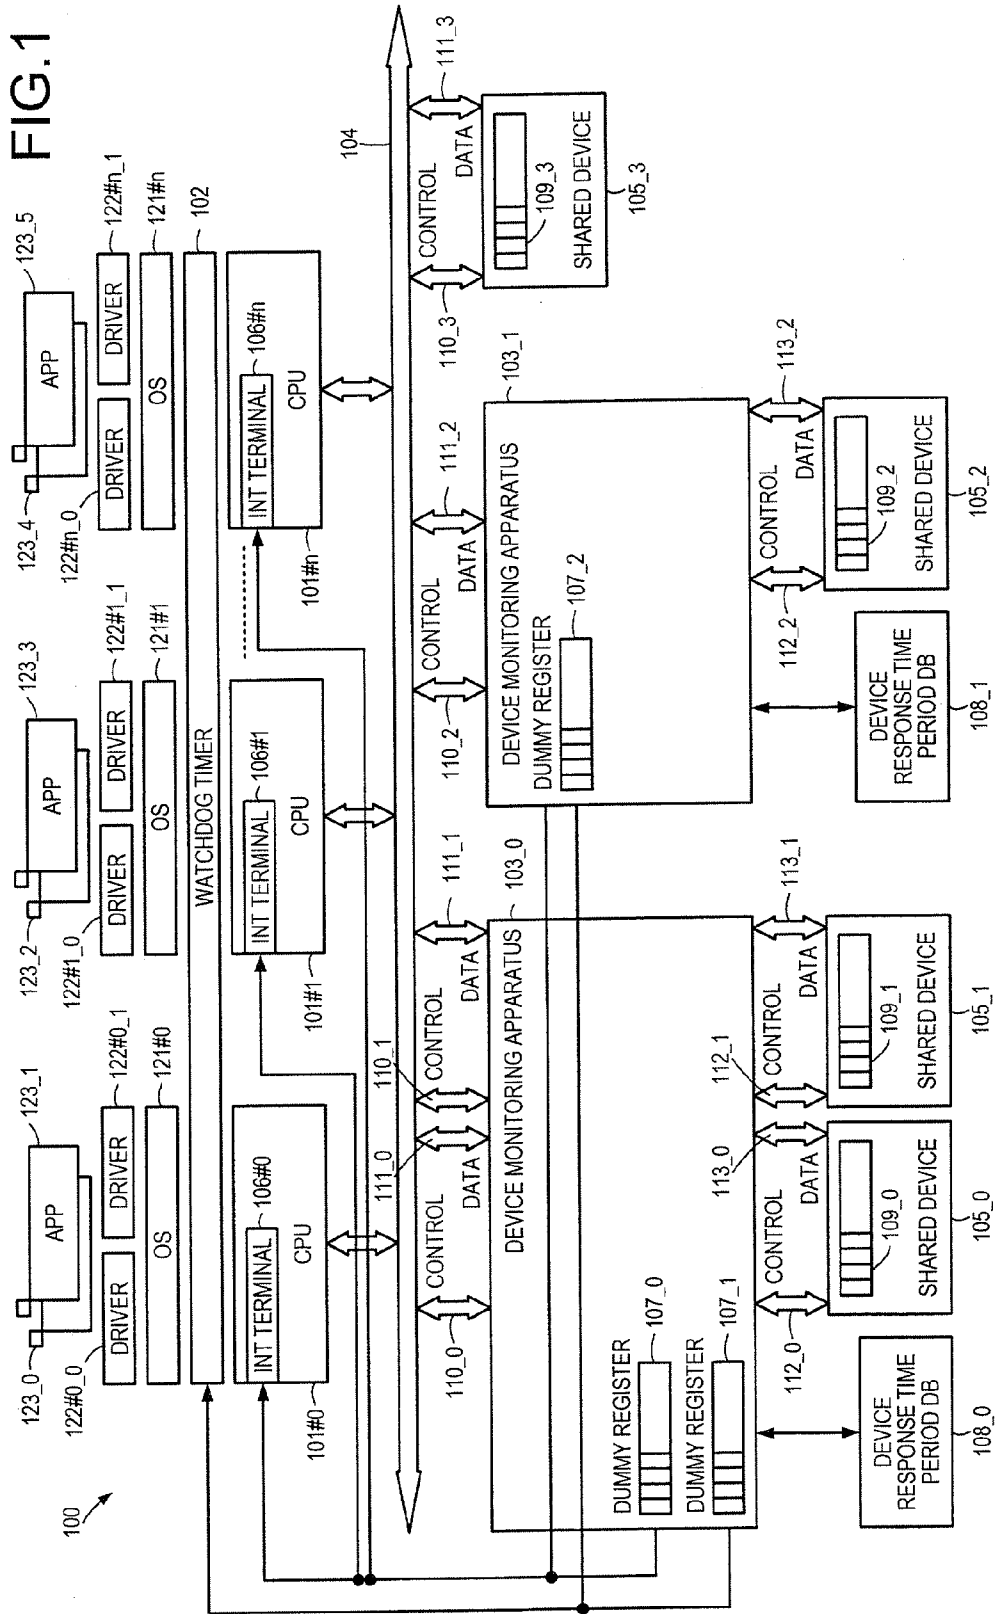 FIG.1
100
123_0
123_1
APP
122#0_0
122#0_1
DRIVER
DRIVER
121#0
OS
123_2
123_3
APP
122#1_0
122#1_1
DRIVER
DRIVER
121#1
OS
123_4
123_5
APP
122#n_0
122#n_1
DRIVER
DRIVER
121#n
OS
WATCHDOG TIMER
102
INT TERMINAL
106#0
CPU
101#0
INT TERMINAL
106#1
CPU
101#1
INT TERMINAL
106#n
CPU
101#n
104
110_0
CONTROL
DATA
111_0
110_1
CONTROL
DATA
111_1
110_2
CONTROL
DATA
111_2
110_3
CONTROL
DATA
111_3
DEVICE MONITORING APPARATUS
103_0
DUMMY REGISTER
107_0
DUMMY REGISTER
107_1
DEVICE MONITORING APPARATUS
103_1
DUMMY REGISTER
107_2
109_3
SHARED DEVICE
105_3
112_0
CONTROL
DATA
113_0
112_1
CONTROL
DATA
113_1
112_2
CONTROL
DATA
113_2
DEVICE
RESPONSE TIME
PERIOD DB
108_0
109_0
SHARED DEVICE
105_0
109_1
SHARED DEVICE
105_1
DEVICE
RESPONSE TIME
PERIOD DB
108_1
109_2
SHARED DEVICE
105_2